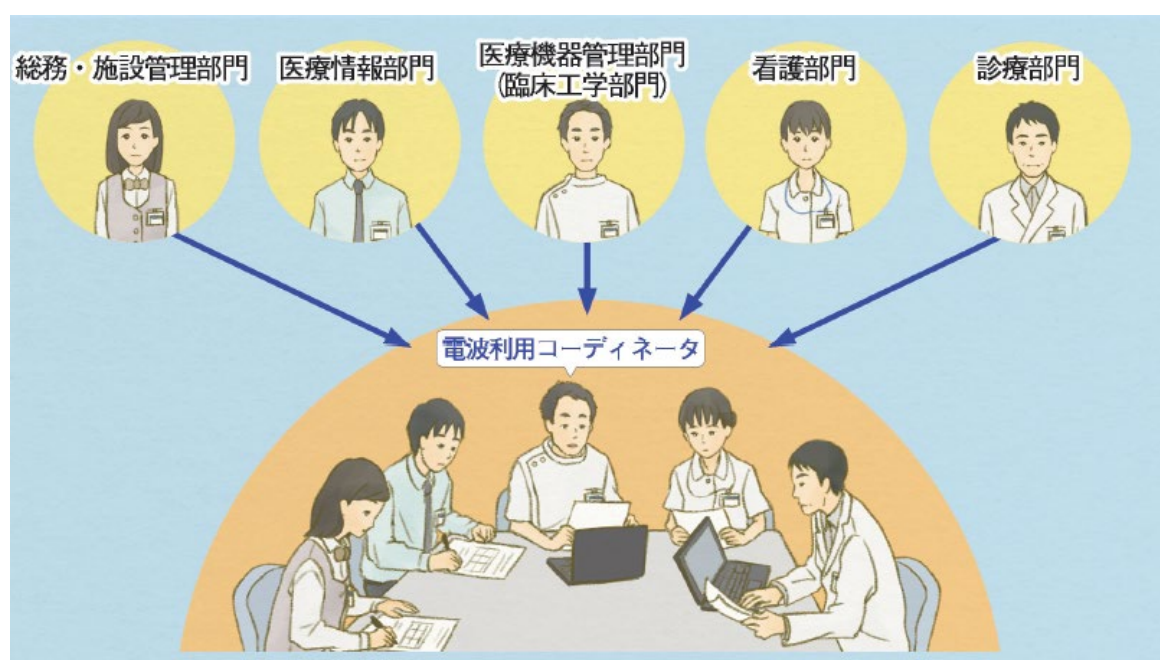 総務・施設管理部門
医療情報部門
医療機器管理部門
(臨床工学部門)
看護部門
診療部門
電波利用コーディネータ